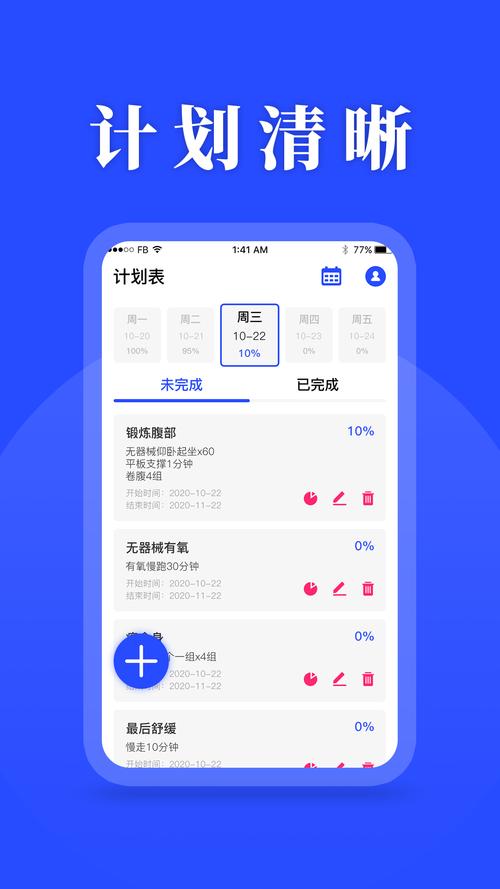 计划清晰
FB 1:41 AM 77%
计划表
周一 周二 周三 周四 周五
10-20 10-21 10-22 10-23 10-24
100% 95% 10% 0% 0%
未完成 已完成
锻炼腹部 10%
无器械仰卧起坐x60
平板支撑1分钟
卷腹4组
开始时间：2020-10-22
结束时间：2020-11-22
无器械有氧 0%
有氧慢跑30分钟
开始时间：2020-10-22
结束时间：2020-11-22
0%
个一组x4组
2020-10-22
2020-11-22
最后舒缓 0%
慢走10分钟
开始时间：2020-10-22